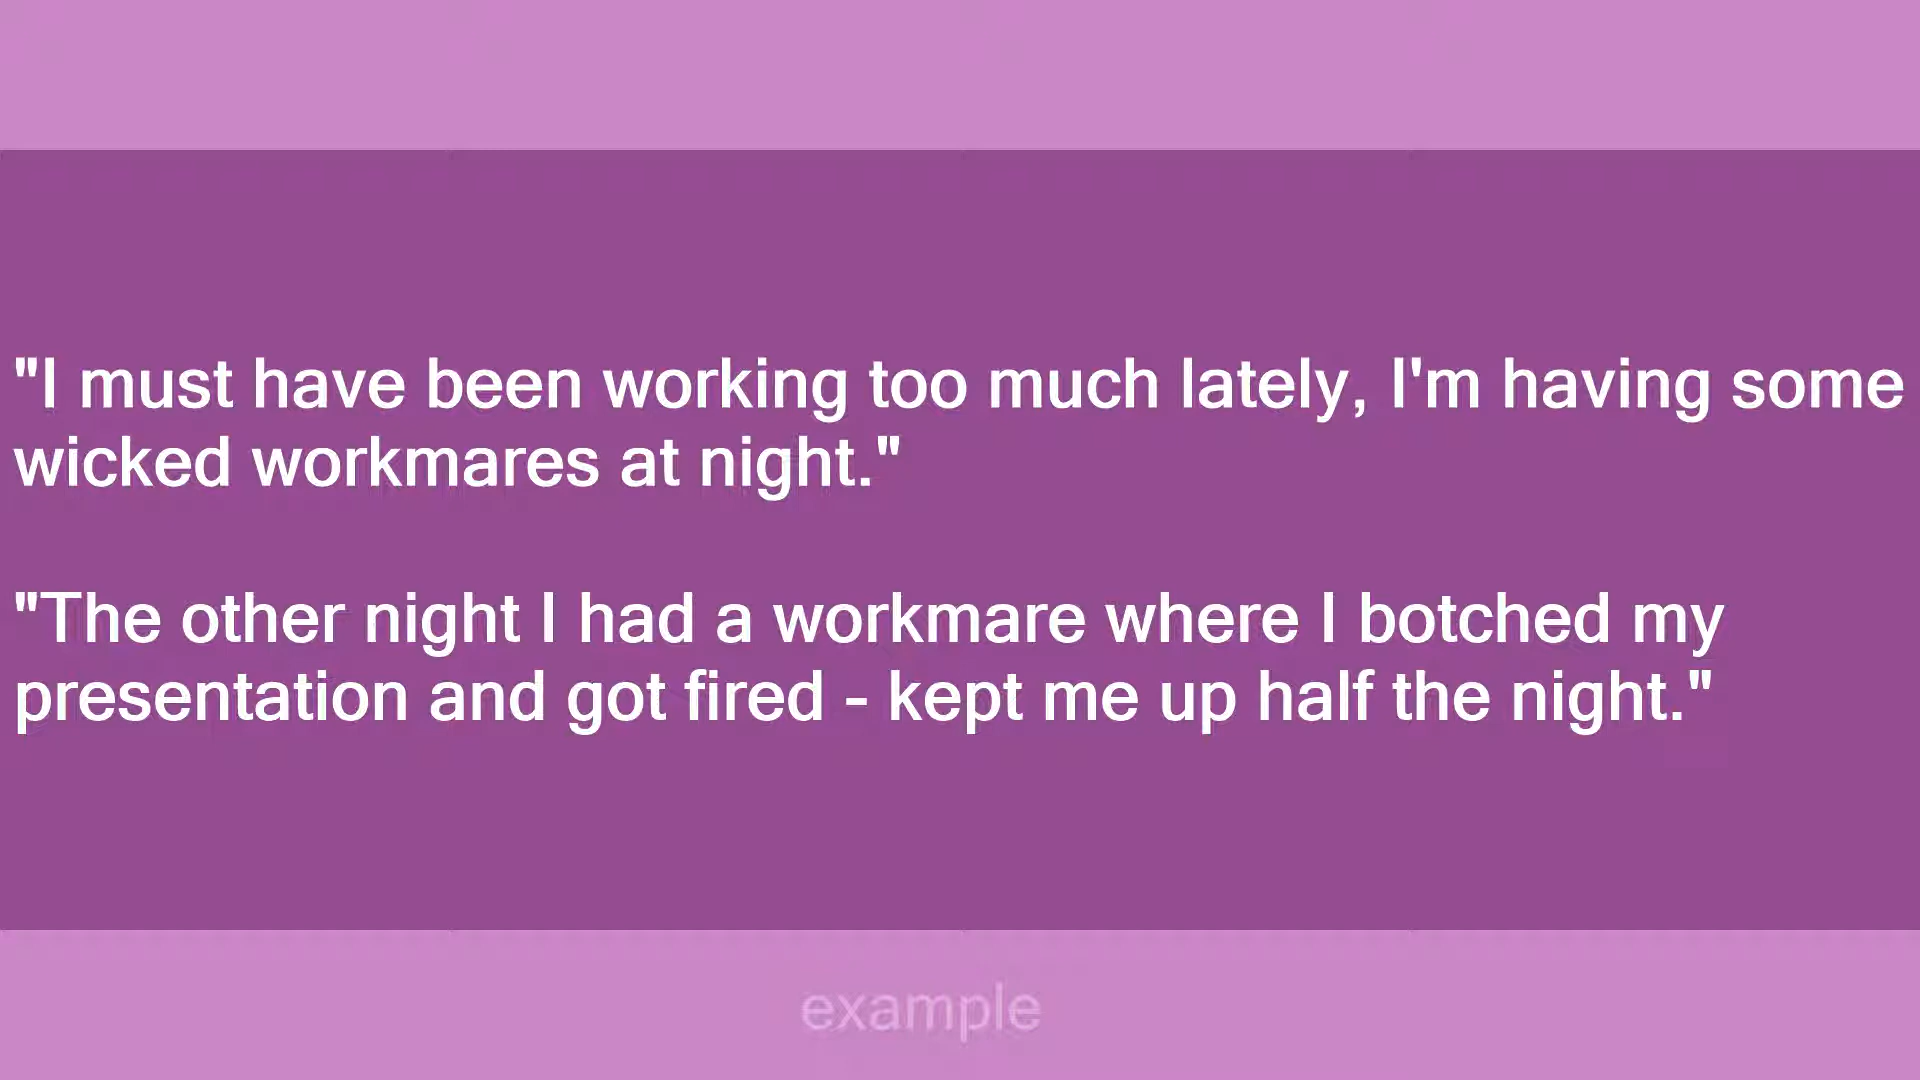 "I must have been working too much lately, I'm having some
wicked workmares at night."
"The other night I had a workmare where I botched my
presentation and got fired - kept me up half the night."
example